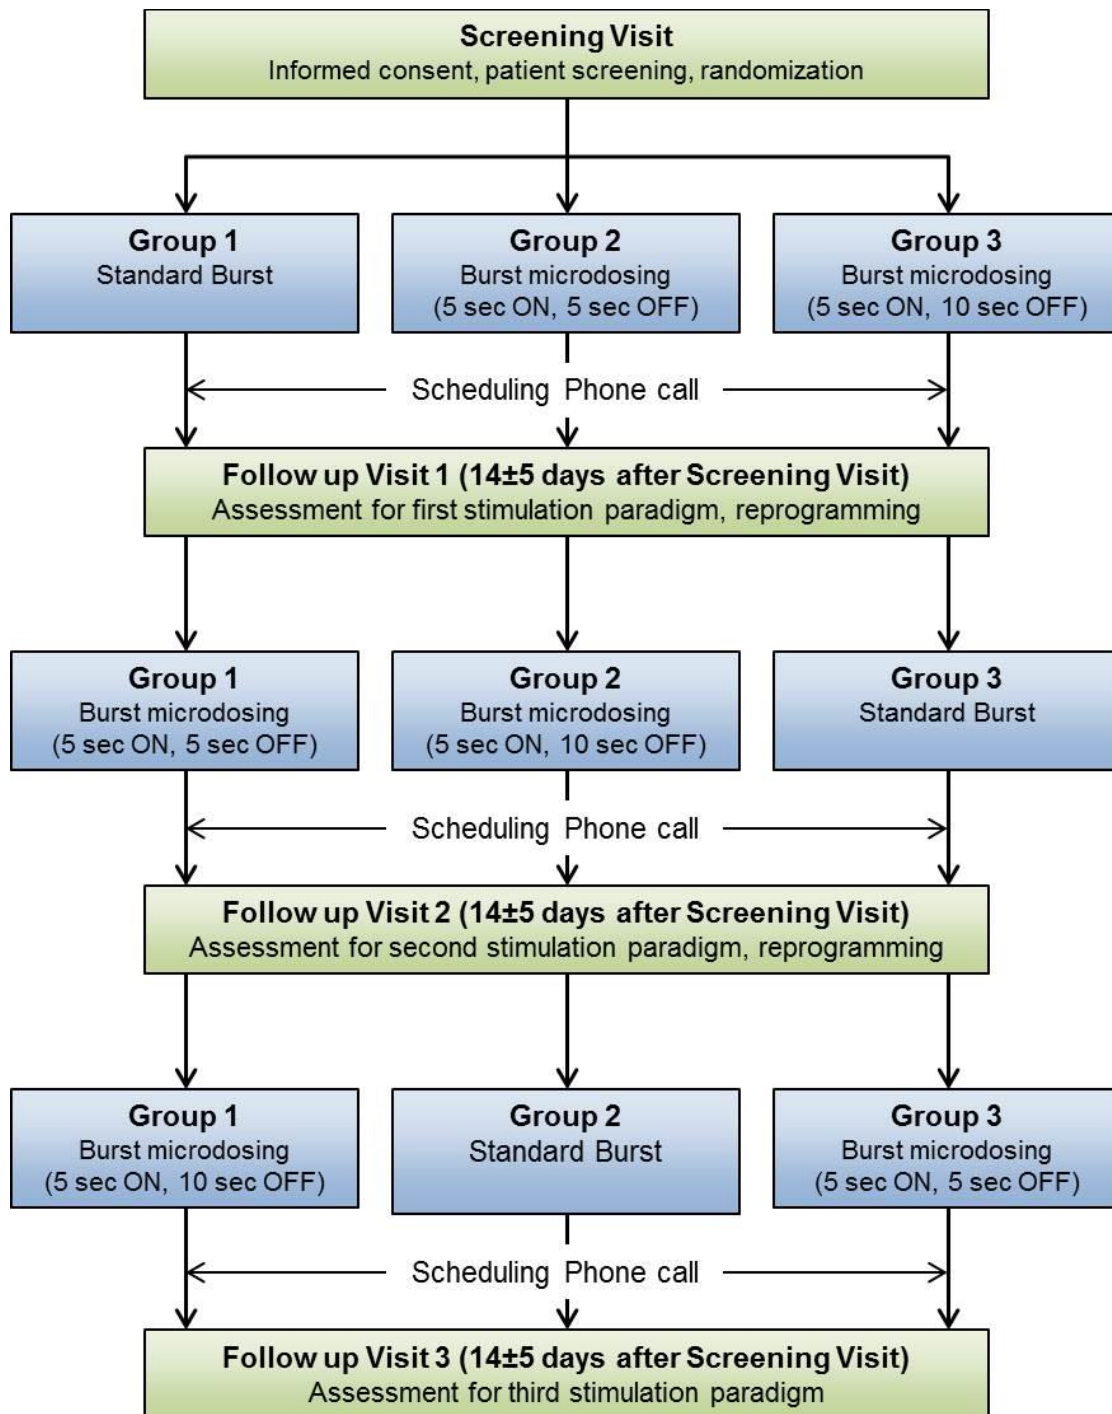 Screening Visit
Informed consent, patient screening, randomization
Group 1
Standard Burst
Group 2
Burst microdosing
(5 sec ON, 5 sec OFF)
Group 3
Burst microdosing
(5 sec ON, 10 sec OFF)
Scheduling Phone call
Follow up Visit 1 (14±5 days after Screening Visit)
Assessment for first stimulation paradigm, reprogramming
Group 1
Burst microdosing
(5 sec ON, 5 sec OFF)
Group 2
Burst microdosing
(5 sec ON, 10 sec OFF)
Group 3
Standard Burst
Scheduling Phone call
Follow up Visit 2 (14±5 days after Screening Visit)
Assessment for second stimulation paradigm, reprogramming
Group 1
Burst microdosing
(5 sec ON, 10 sec OFF)
Group 2
Standard Burst
Group 3
Burst microdosing
(5 sec ON, 5 sec OFF)
Scheduling Phone call
Follow up Visit 3 (14±5 days after Screening Visit)
Assessment for third stimulation paradigm